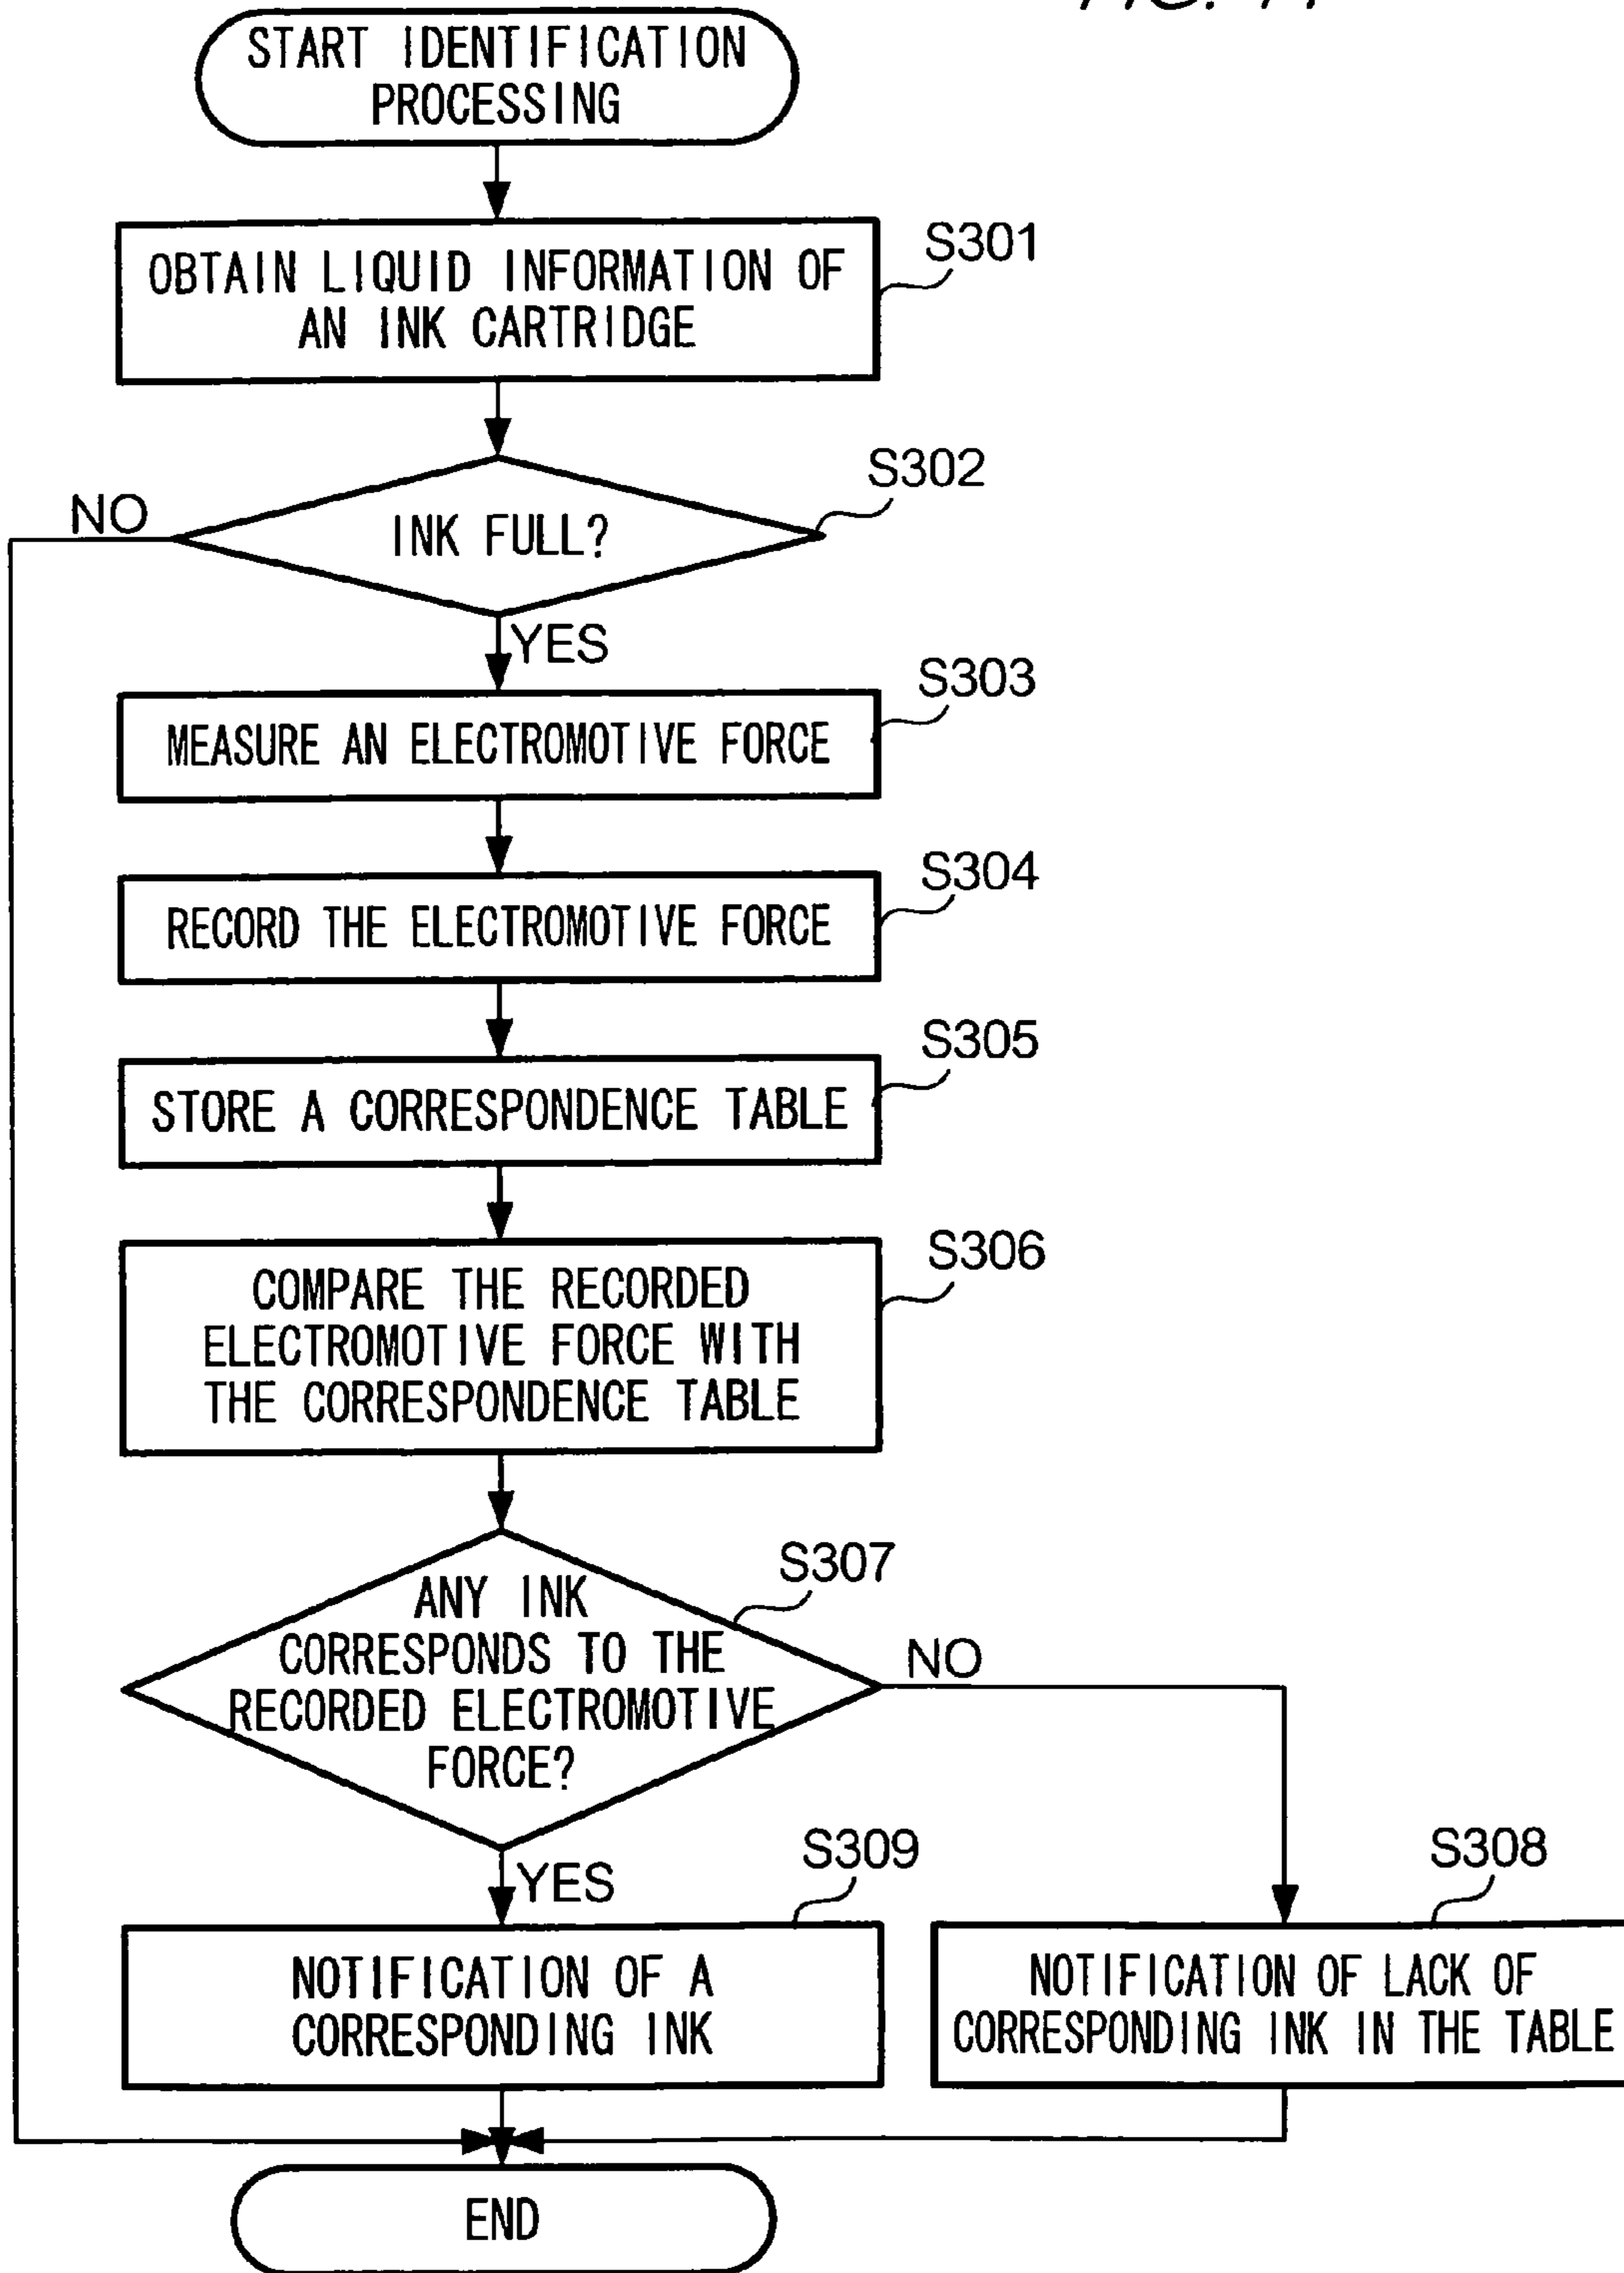 START IDENTIFICATION
PROCESSING
S301
OBTAIN LIQUID INFORMATION OF
AN INK CARTRIDGE
S302
NO
INK FULL?
YES
S303
MEASURE AN ELECTROMOTIVE FORCE
S304
RECORD THE ELECTROMOTIVE FORCE
S305
STORE A CORRESPONDENCE TABLE
S306
COMPARE THE RECORDED
ELECTROMOTIVE FORCE WITH
THE CORRESPONDENCE TABLE
S307
ANY INK
CORRESPONDS TO THE
RECORDED ELECTROMOTIVE
FORCE?
NO
YES
S309
NOTIFICATION OF A
CORRESPONDING INK
S308
NOTIFICATION OF LACK OF
CORRESPONDING INK IN THE TABLE
END